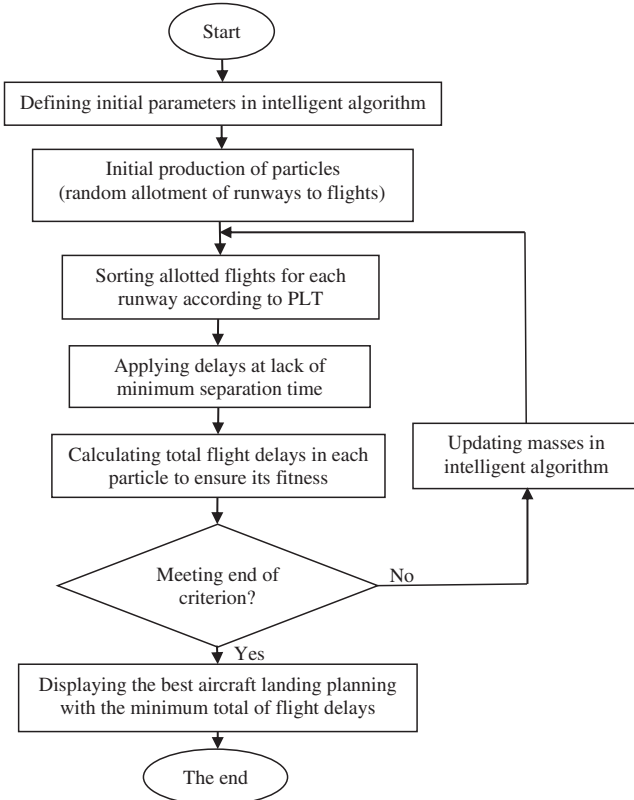 Start
Defining initial parameters in intelligent algorithm
Initial production of particles
(random allotment of runways to flights)
Sorting allotted flights for each
runway according to PLT
Applying delays at lack of
minimum separation time
Calculating total flight delays in each
particle to ensure its fitness
Updating masses in
intelligent algorithm
Meeting end of
criterion?
No
Yes
Displaying the best aircraft landing planning
with the minimum total of flight delays
The end